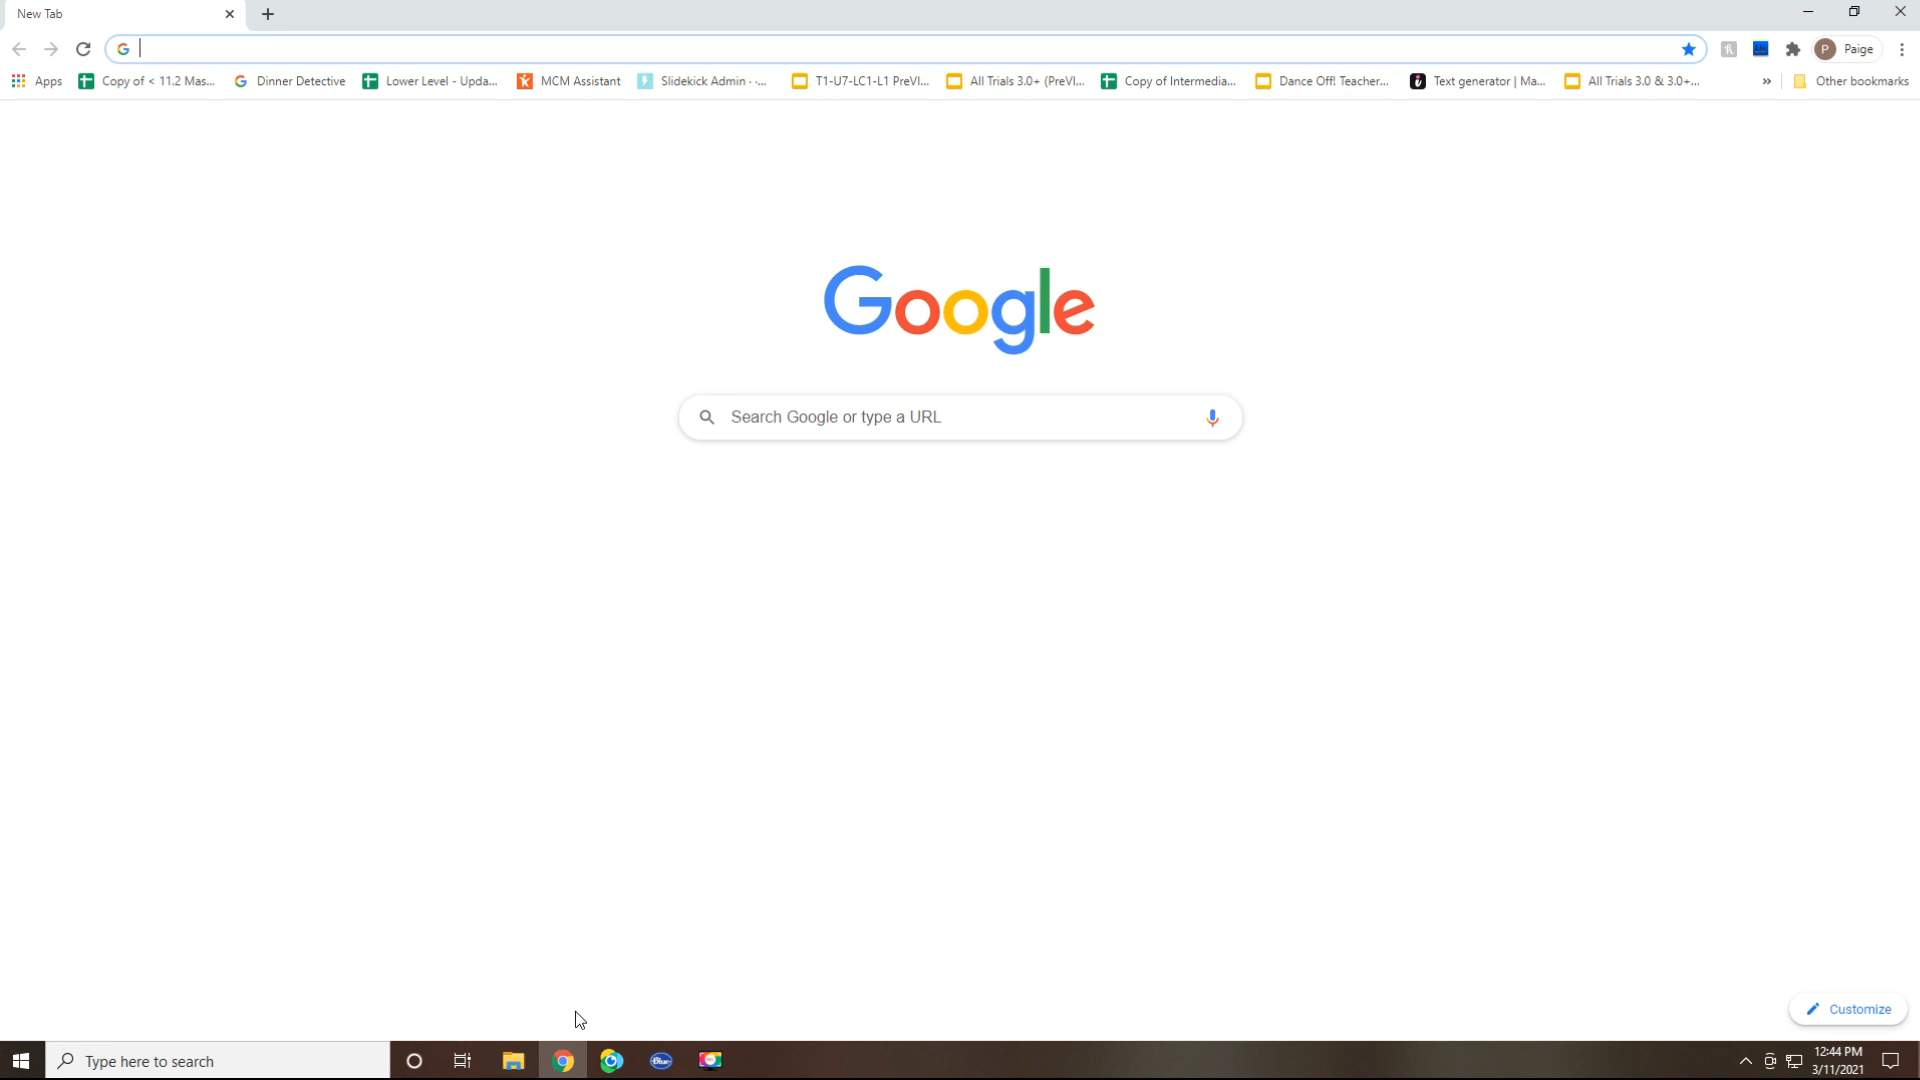 New Tab
Paige
Apps
Copy of < 11.2 Mas...
Dinner Detective
Lower Level - Upda...
MCM Assistant
Slidekick Admin - -...
T1-U7-LC1-L1 PreVI...
All Trials 3.0+ (PreVI...
Copy of Intermedia...
Dance Off! Teacher...
Text generator | Ma...
All Trials 3.0 & 3.0+...
»
Other bookmarks
Google
Search Google or type a URL
Customize
Type here to search
Blue
12:44 PM
3/11/2021